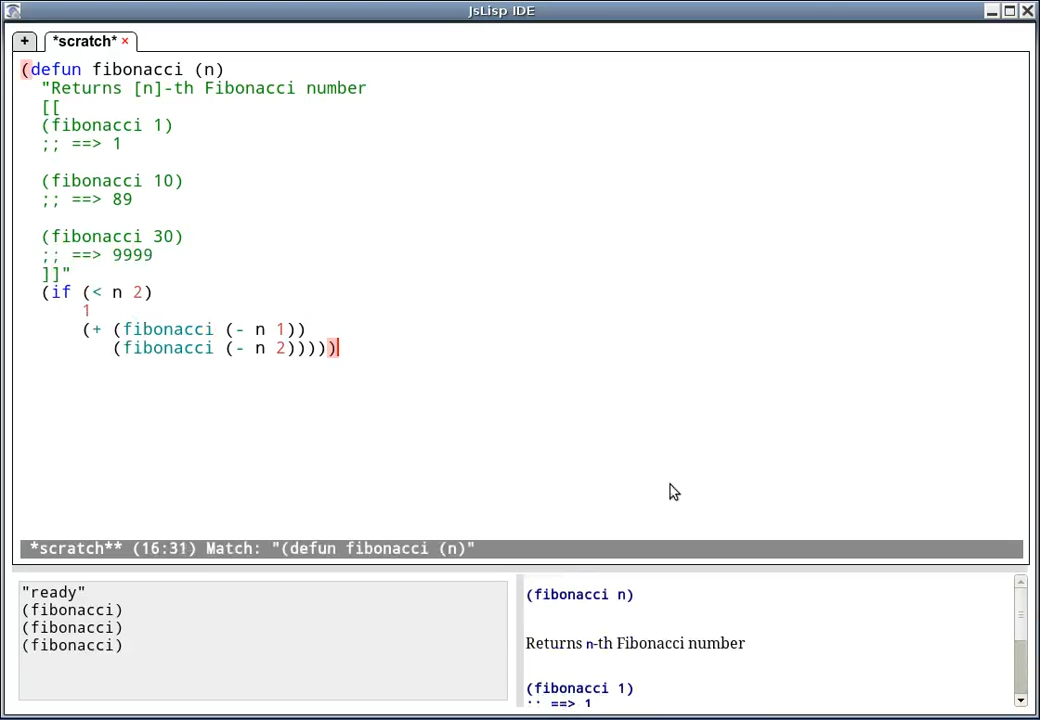 JsLisp IDE
+ *scratch* ×
(defun fibonacci (n)
"Returns [n]-th Fibonacci number
[[
(fibonacci 1)
;; ==> 1
(fibonacci 10)
;; ==> 89
(fibonacci 30)
;; ==> 9999
]]"
(if (< n 2)
1
(+ (fibonacci (- n 1))
(fibonacci (- n 2)))))
*scratch** (16:31) Match: "(defun fibonacci (n)"
"ready"
(fibonacci)
(fibonacci)
(fibonacci)
(fibonacci n)
Returns n-th Fibonacci number
(fibonacci 1)
;; ==> 1